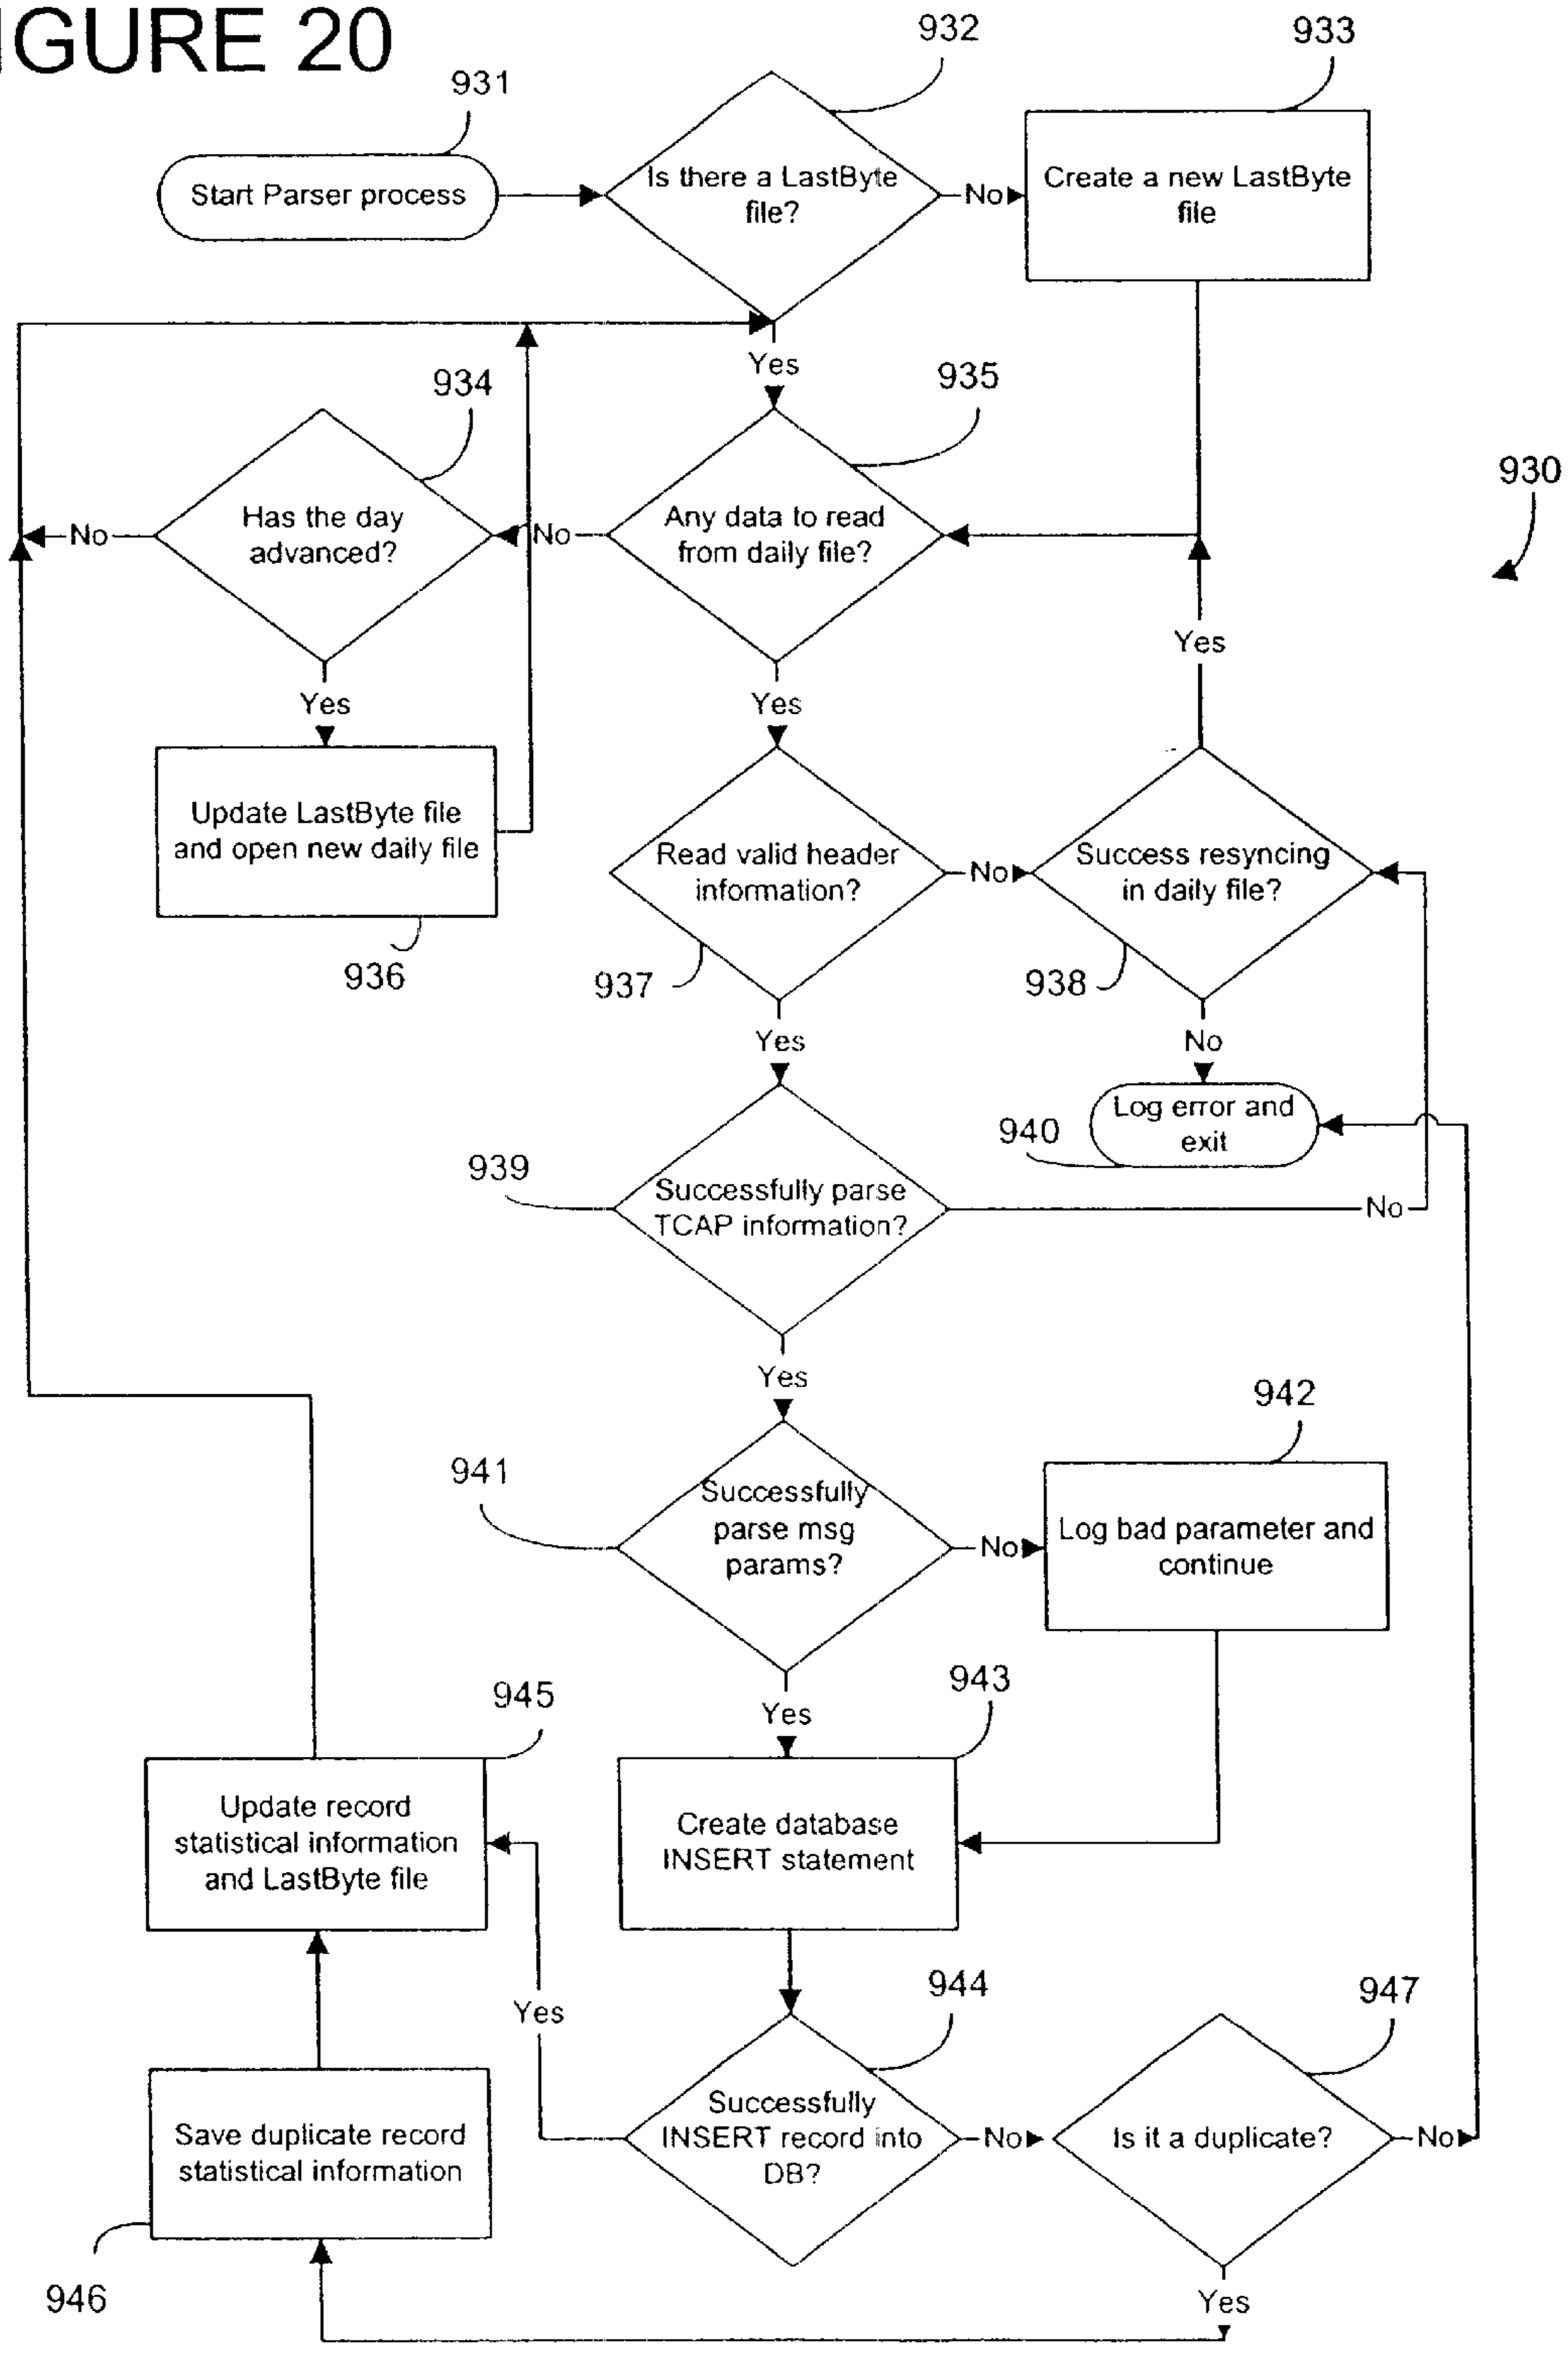 IGURE 20
931
932
933
Start Parser process
Is there a LastByte
file?
No
Create a new LastByte
file
Yes
934
935
930
Has the day
advanced?
No
No
Any data to read
from daily file?
Yes
Yes
Yes
Update LastByte file
and open new daily file
936
Read valid header
information?
937
No
Success resyncing
in daily file?
938
Yes
No
Log error and
exit
940
939
Successfully parse
TCAP information?
No
Yes
942
941
Successfully
parse msg
params?
No
Log bad parameter and
continue
Yes
943
945
Update record
statistical information
and LastByte file
Create database
INSERT statement
Yes
944
947
Save duplicate record
statistical information
946
Successfully
INSERT record into
DB?
No
Is it a duplicate?
No
Yes